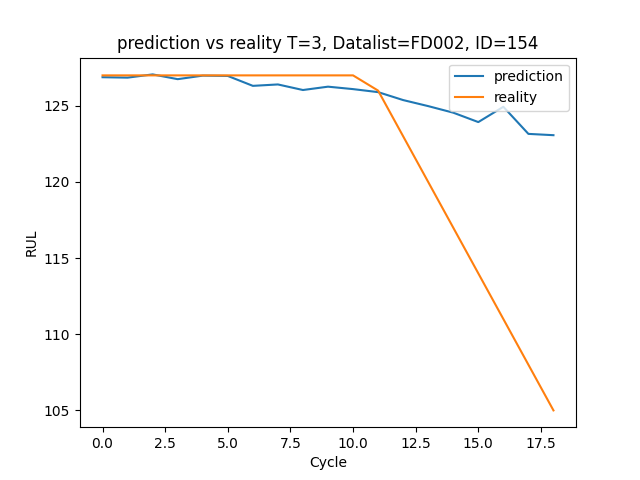 prediction vs reality T=3, Datalist=FD002, ID=154
prediction
reality
125
120
115
110
105
RUL
0.0 2.5 5.0 7.5 10.0 12.5 15.0 17.5
Cycle